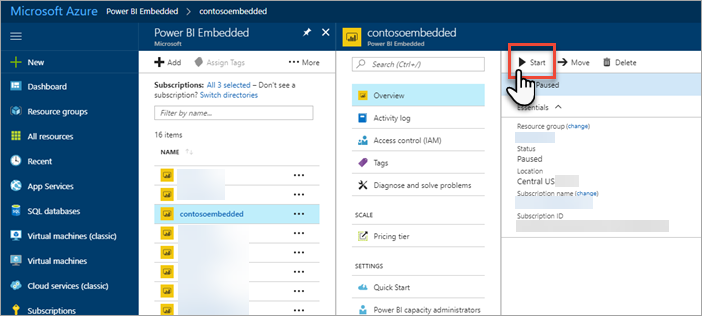 Microsoft Azure Power BI Embedded > contosoembedded
New
Dashboard
Resource groups
All resources
Recent
App Services
SQL databases
Virtual machines (classic)
Virtual machines
Cloud services (classic)
Subscriptions
Power BI Embedded
Microsoft
Add Assign Tags ••• More
Subscriptions: All 3 selected – Don't see a
subscription? Switch directories
Filter by name...
16 items
NAME
contosoembedded
contosoembedded
Power BI Embedded
Search (Ctrl+/)
Overview
Activity log
Access control (IAM)
Tags
Diagnose and solve problems
SCALE
Pricing tier
SETTINGS
Quick Start
Power BI capacity administrators
Start Move Delete
Paused
Essentials
Resource group (change)
Status
Paused
Location
Central US
Subscription name (change)
Subscription ID